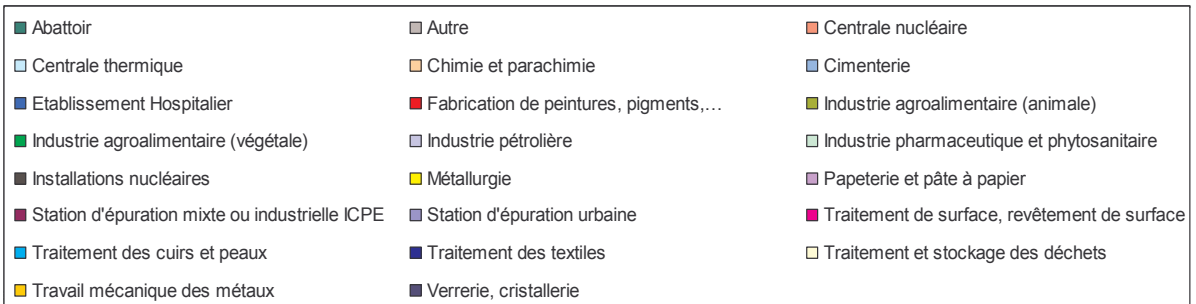 Abattoir Autre Centrale nucléaire
Centrale thermique Chimie et parachimie Cimenterie
Etablissement Hospitalier Fabrication de peintures, pigments,… Industrie agroalimentaire (animale)
Industrie agroalimentaire (végétale) Industrie pétrolière Industrie pharmaceutique et phytosanitaire
Installations nucléaires Métallurgie Papeterie et pâte à papier
Station d'épuration mixte ou industrielle ICPE Station d'épuration urbaine Traitement de surface, revêtement de surface
Traitement des cuirs et peaux Traitement des textiles Traitement et stockage des déchets
Travail mécanique des métaux Verrerie, cristallerie